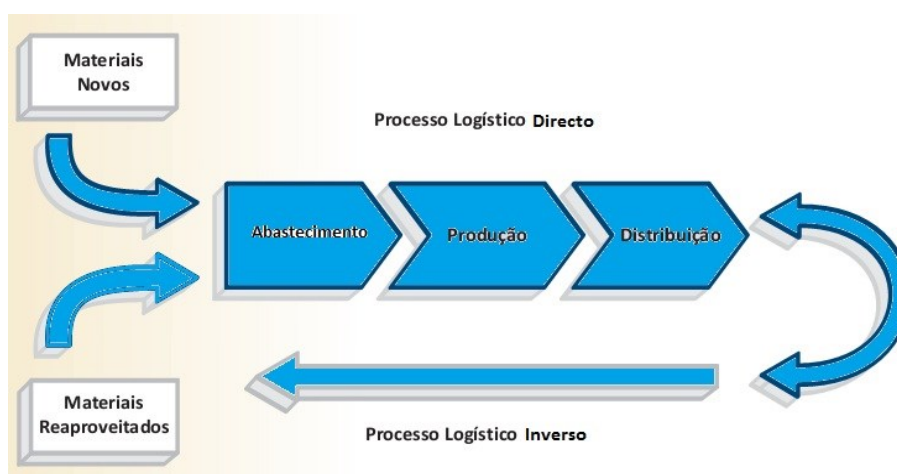 Materiais
Novos
Processo Logístico Directo
Abastecimento
Produção
Distribuição
Materiais
Reaproveitados
Processo Logístico Inverso